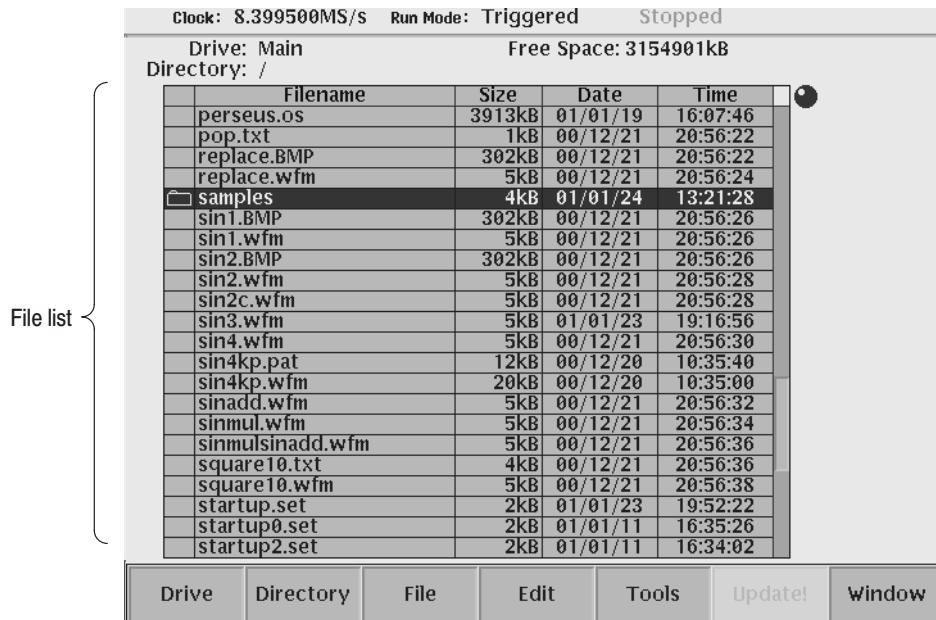 Clock: 8.399500MS/s Run Mode: Triggered Stopped
Drive: Main Free Space: 3154901kB
Directory: /
Filename Size Date Time
perseus.os 3913kB 01/01/19 16:07:46
pop.txt 1kB 00/12/21 20:56:22
replace.BMP 302kB 00/12/21 20:56:22
replace.wfm 5kB 00/12/21 20:56:24
samples 4kB 01/01/24 13:21:28
sin1.BMP 302kB 00/12/21 20:56:26
sin1.wfm 5kB 00/12/21 20:56:26
sin2.BMP 302kB 00/12/21 20:56:26
sin2.wfm 5kB 00/12/21 20:56:28
sin2c.wfm 5kB 00/12/21 20:56:28
sin3.wfm 5kB 01/01/23 19:16:56
sin4.wfm 5kB 00/12/21 20:56:30
sin4kp.pat 12kB 00/12/20 10:35:40
sin4kp.wfm 20kB 00/12/20 10:35:00
sinadd.wfm 5kB 00/12/21 20:56:32
sinmul.wfm 5kB 00/12/21 20:56:34
sinmulsinadd.wfm 5kB 00/12/21 20:56:36
square10.txt 4kB 00/12/21 20:56:36
square10.wfm 5kB 00/12/21 20:56:38
startup.set 2kB 01/01/23 19:52:22
startup0.set 2kB 01/01/11 16:35:26
startup2.set 2kB 01/01/11 16:34:02
File list
Drive Directory File Edit Tools Update! Window